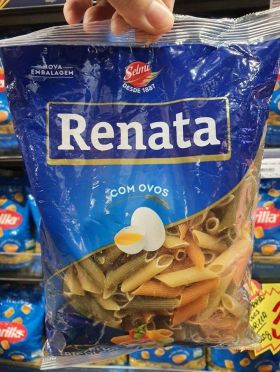 NOVA
EMBALAGEM
Selmi
DESDE 1887
Renata
COM OVOS